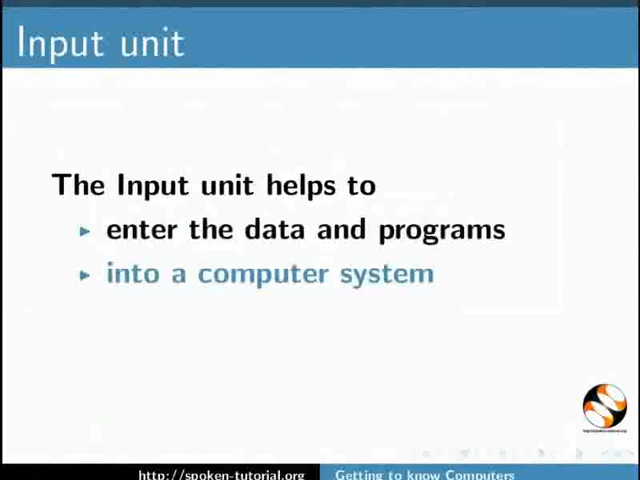 Input unit
The Input unit helps to
enter the data and programs
into a computer system
http://spoken-tutorial.org
Getting to know Computers